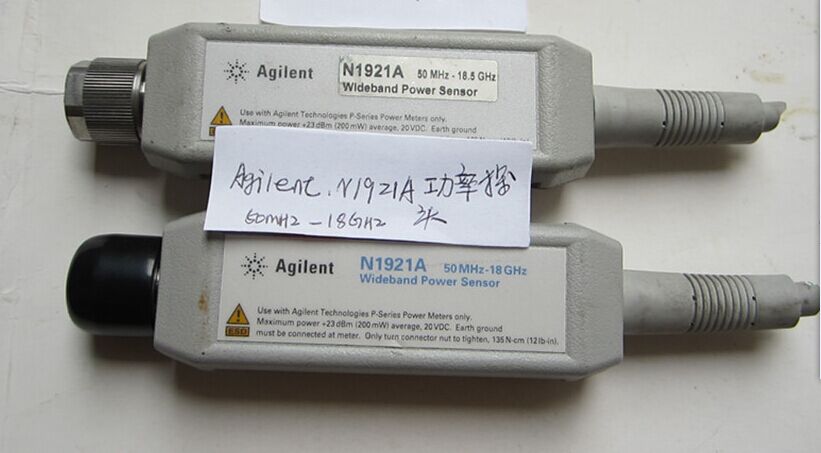 Agilent
N1921A 50 MHz - 18.5 GHz
Wideband Power Sensor
Use with Agilent Technologies P-Series Power Meters only.
Maximum power +23 dBm (200 mW) average, 20 VDC. Earth ground
Agilent. N1921A 功率探
50MHz - 18GHz 头
Agilent
N1921A 50 MHz-18 GHz
Wideband Power Sensor
Use with Agilent Technologies P-Series Power Meters only.
Maximum power +23 dBm (200 mW) average, 20 VDC. Earth ground
ESD must be connected at meter. Only turn connector nut to tighten, 135 N-cm (12 lb-in).